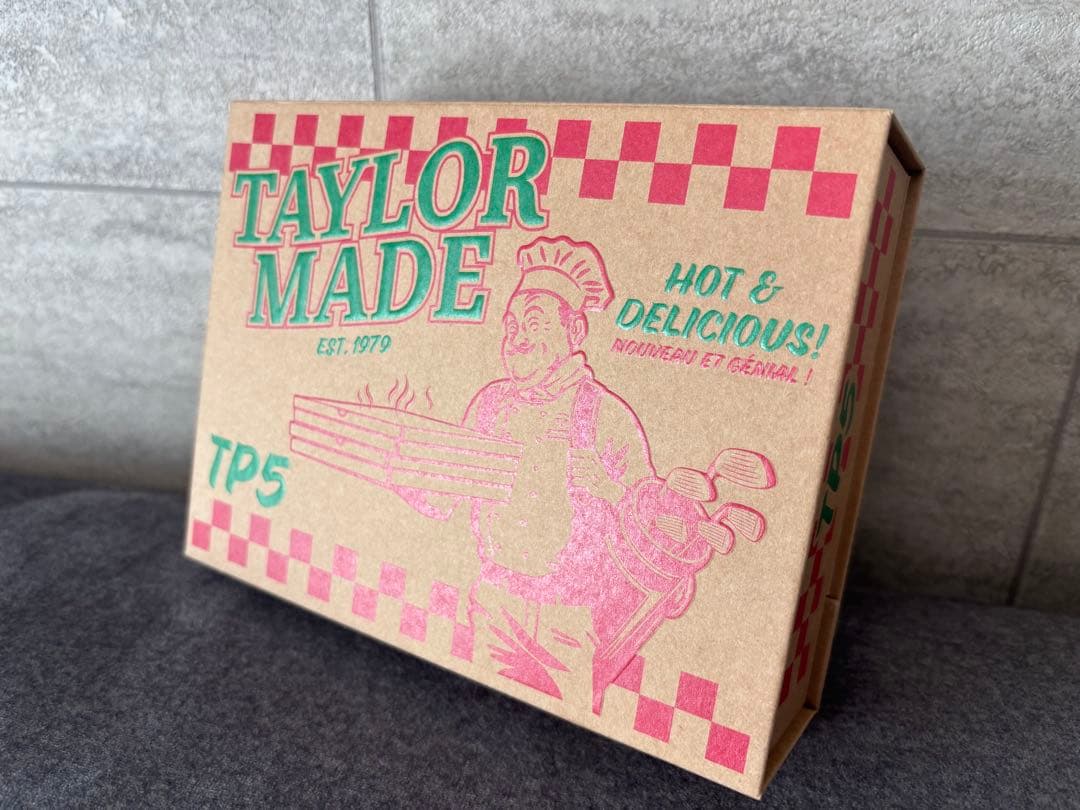 TAYLOR
MADE
EST. 1979
HOT &
DELICIOUS!
NOUVEAU ET GÉNIAL !
TP5
TP5